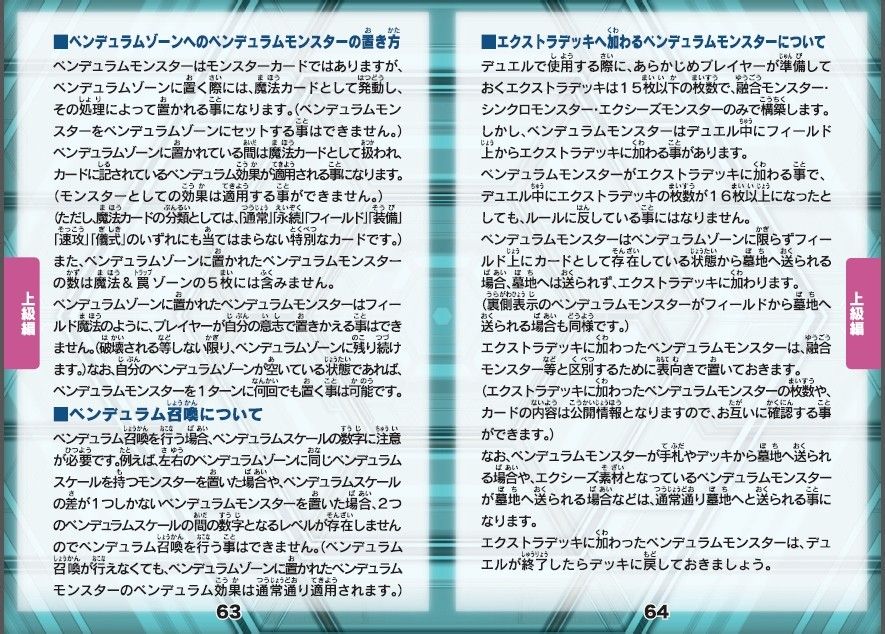 ■ペンデュラムゾーンへのペンデュラムモンスターの置き方
ペンデュラムモンスターはモンスターカードではありますが、
ペンデュラムゾーンに置く際には、魔法カードとして発動し、
その処理によって置かれる事になります。(ペンデュラムモン
スターをペンデュラムゾーンにセットする事はできません。)
ペンデュラムゾーンに置かれている間は魔法カードとして扱われ、
カードに記されているペンデュラム効果が適用される事になります。
(モンスターとしての効果は適用する事ができません。)
(ただし、魔法カードの分類としては、「通常」「永続」「フィールド」「装備」
「速攻」「儀式」のいずれにも当てはまらない特別なカードです。)
また、ペンデュラムゾーンに置かれたペンデュラムモンスター
の数は魔法&罠ゾーンの5枚には含みません。
ペンデュラムゾーンに置かれたペンデュラムモンスターはフィー
ルド魔法のように、プレイヤーが自分の意志で置きかえる事はでき
ません。(破壊される等しない限り、ペンデュラムゾーンに残り続け
ます。)なお、自分のペンデュラムゾーンが空いている状態であれば、
ペンデュラムモンスターを1ターンに何回でも置く事は可能です。
■ペンデュラム召喚について
ペンデュラム召喚を行う場合、ペンデュラムスケールの数字に注意
が必要です。例えば、左右のペンデュラムゾーンに同じペンデュラム
スケールを持つモンスターを置いた場合や、ペンデュラムスケール
の差が1つしかないペンデュラムモンスターを置いた場合、2つ
のペンデュラムスケールの間の数字となるレベルが存在しません
のでペンデュラム召喚を行う事はできません。(ペンデュラム
召喚が行えなくても、ペンデュラムゾーンに置かれたペンデュラム
モンスターのペンデュラム効果は通常通り適用されます。)
上級編
63
■エクストラデッキへ加わるペンデュラムモンスターについて
デュエルで使用する際に、あらかじめプレイヤーが準備して
おくエクストラデッキは15枚以下の枚数で、融合モンスター・
シンクロモンスター・エクシーズモンスターのみで構築します。
しかし、ペンデュラムモンスターはデュエル中にフィールド
上からエクストラデッキに加わる事があります。
ペンデュラムモンスターがエクストラデッキに加わる事で、
デュエル中にエクストラデッキの枚数が16枚以上になったと
しても、ルールに反している事にはなりません。
ペンデュラムモンスターはペンデュラムゾーンに限らずフィー
ルド上にカードとして存在している状態から墓地へ送られる
場合、墓地へは送られず、エクストラデッキに加わります。
(裏側表示のペンデュラムモンスターがフィールドから墓地へ
送られる場合も同様です。)
エクストラデッキに加わったペンデュラムモンスターは、融合
モンスター等と区別するために表向きで置いておきます。
(エクストラデッキに加わったペンデュラムモンスターの枚数や、
カードの内容は公開情報となりますので、お互いに確認する事
ができます。)
なお、ペンデュラムモンスターが手札やデッキから墓地へ送られ
る場合や、エクシーズ素材となっているペンデュラムモンスター
が墓地へ送られる場合などは、通常通り墓地へと送られる事に
なります。
エクストラデッキに加わったペンデュラムモンスターは、デュ
エルが終了したらデッキに戻しておきましょう。
上級編
64